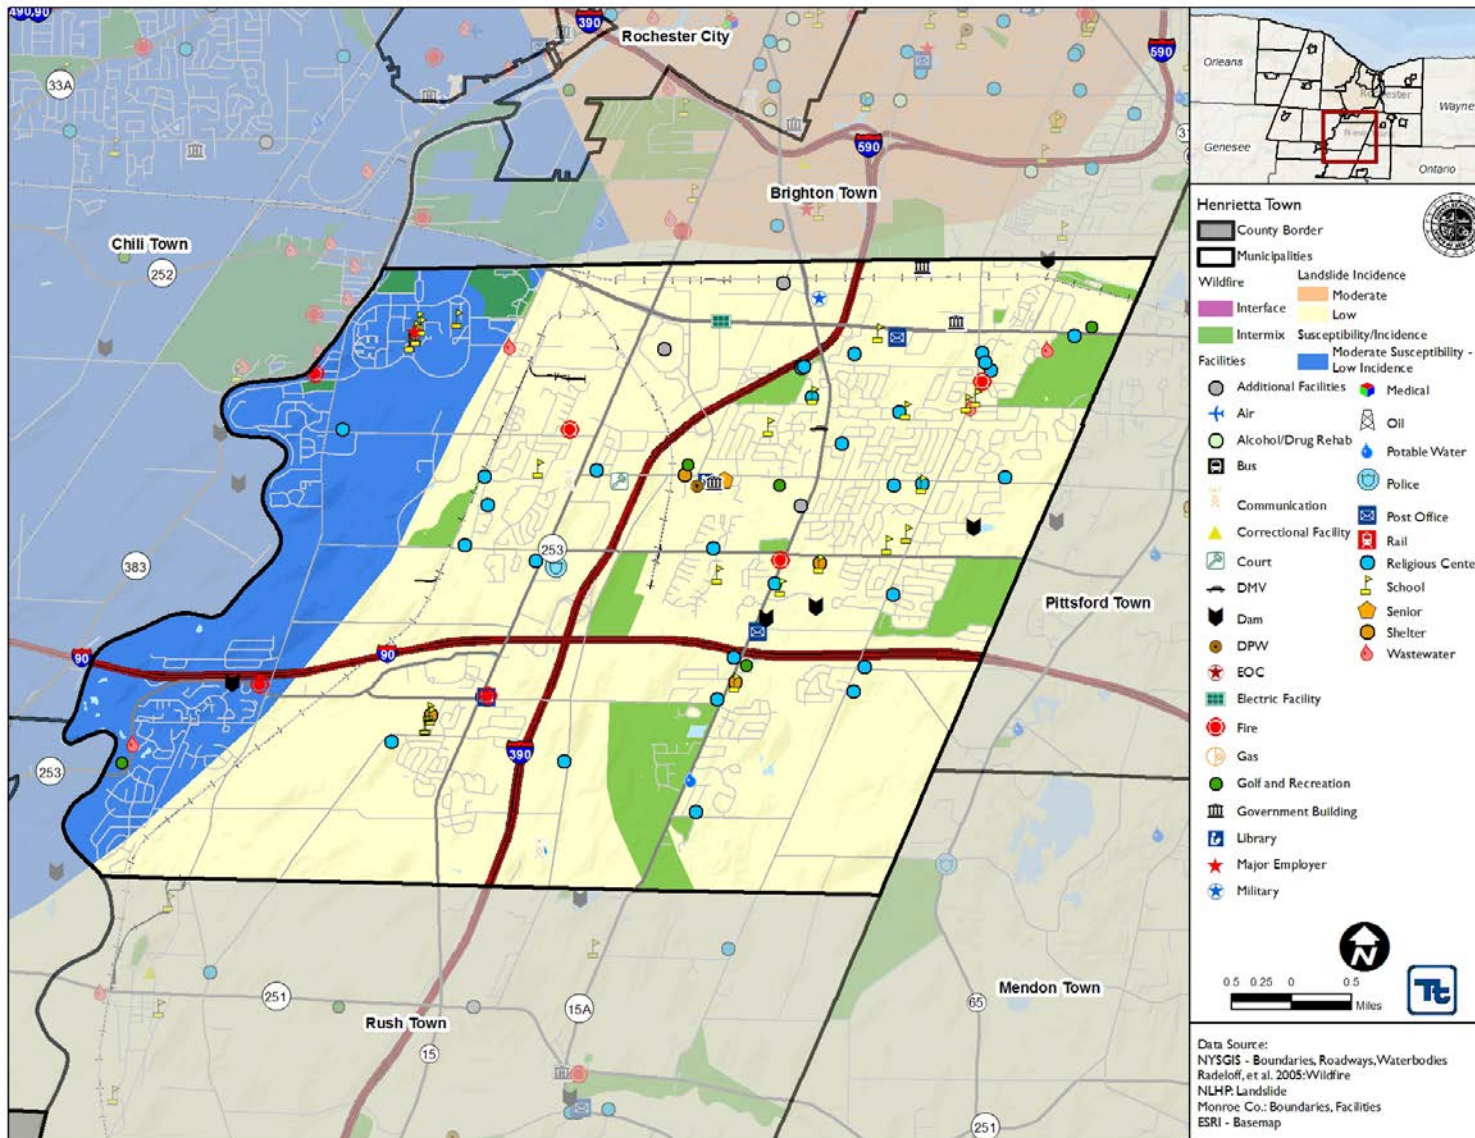 490,90
390
Rochester City
590
33A
590
Brighton Town
Chili Town
252
383
253
Pittsford Town
90
90
253
390
Mendon Town
251
65
15A
Rush Town
15
251
Orleans
Rochester
Wayne
Genesee
Ontario
Henrietta Town
County Border
Municipalities
Wildfire
Interface
Intermix
Landslide Incidence
Moderate
Low
Susceptibility/Incidence
Moderate Susceptibility -
Low Incidence
Facilities
Additional Facilities
Air
Alcohol/Drug Rehab
Bus
Communication
Correctional Facility
Court
DMV
Dam
DPW
EOC
Electric Facility
Fire
Gas
Golf and Recreation
Government Building
Library
Major Employer
Military
Medical
Oil
Potable Water
Police
Post Office
Rail
Religious Cente
School
Senior
Shelter
Wastewater
N
0.5 0.25 0 0.5
Miles
Tt
Data Source:
NYSGIS - Boundaries, Roadways, Waterbodies
Radeloff, et al. 2005: Wildfire
NLHP: Landslide
Monroe Co.: Boundaries, Facilities
ESRI - Basemap